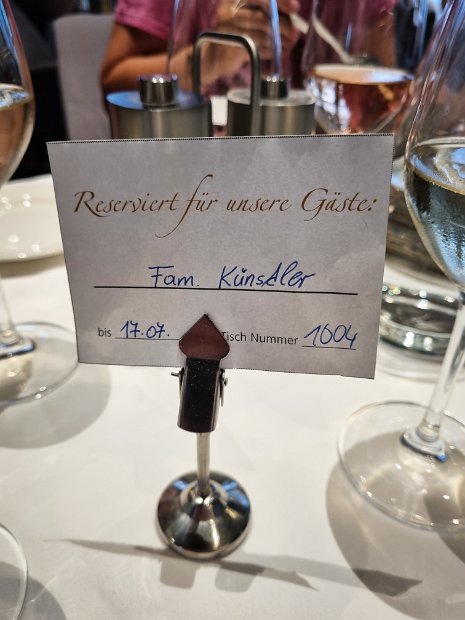 Reserviert für unsere Gäste:
Fam. Künstler
bis 17.07. Tisch Nummer 1004